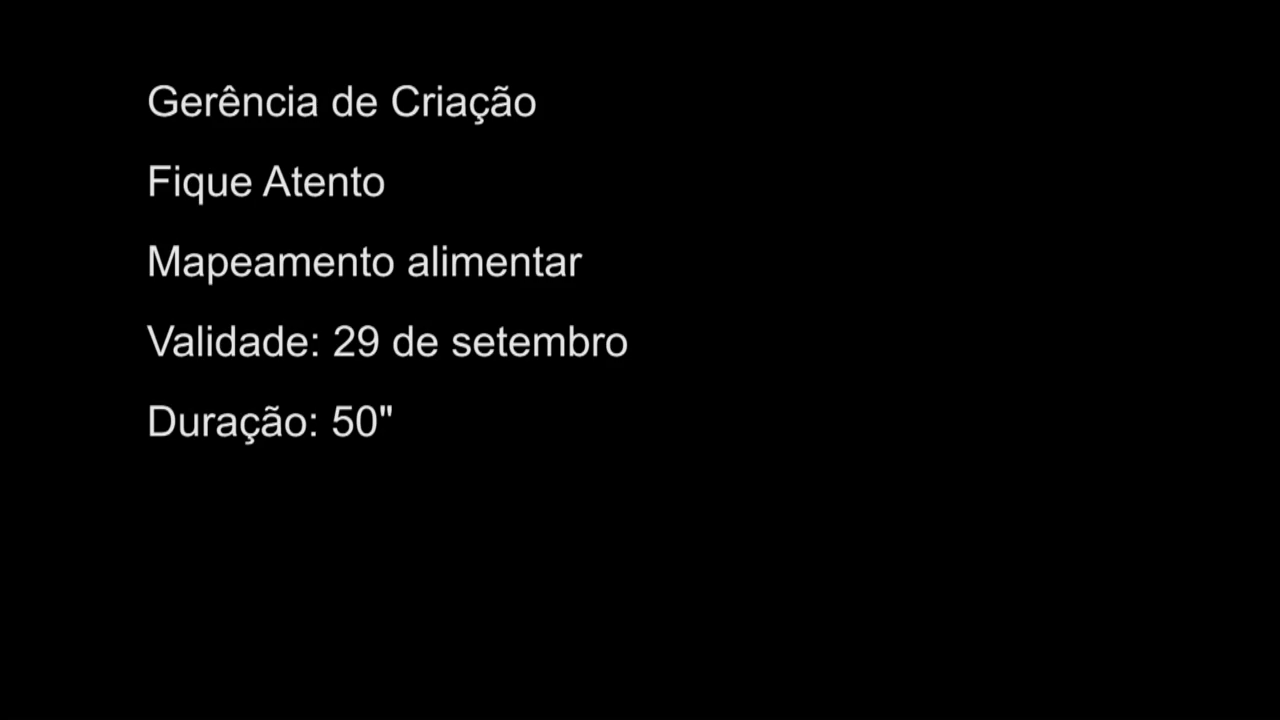 Gerência de Criação
Fique Atento
Mapeamento alimentar
Validade: 29 de setembro
Duração: 50"